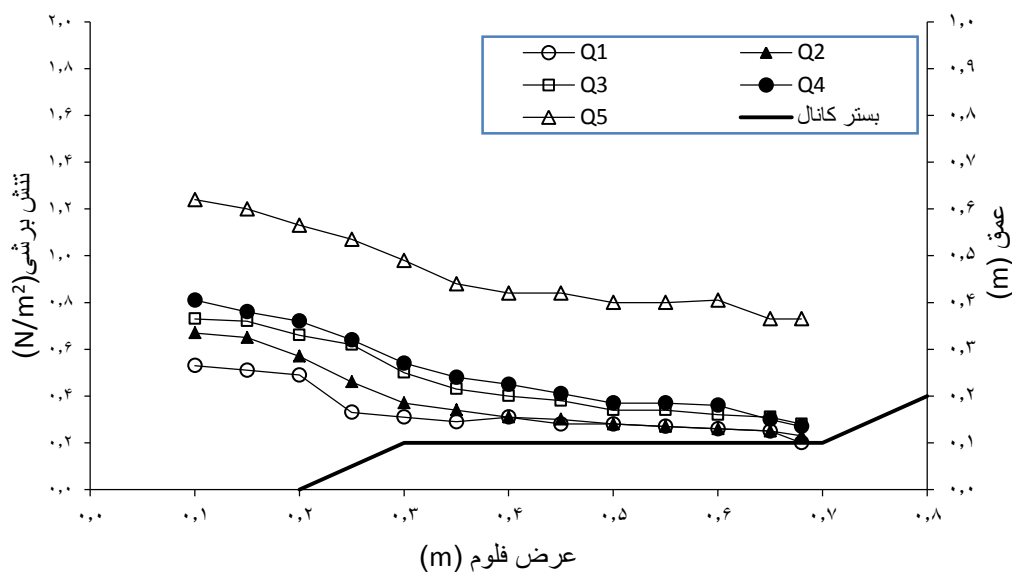 Q1
Q2
Q3
Q4
Q5
بستر کانال
تنش برشی(N/m²)
۲٫۰
۱٫۸
۱٫۶
۱٫۴
۱٫۲
۱٫۰
۰٫۸
۰٫۶
۰٫۴
۰٫۲
۰٫۰
عمق (m)
۱٫۰
۰٫۹
۰٫۸
۰٫۷
۰٫۶
۰٫۵
۰٫۴
۰٫۳
۰٫۲
۰٫۱
۰٫۰
۰٫۰ ۰٫۱ ۰٫۲ ۰٫۳ ۰٫۴ ۰٫۵ ۰٫۶ ۰٫۷ ۰٫۸
عرض فلوم (m)